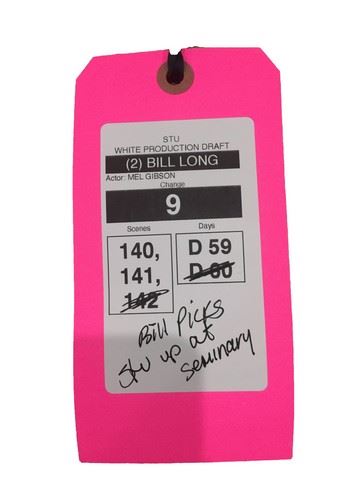 STU
WHITE PRODUCTION DRAFT
(2) BILL LONG
Actor: MEL GIBSON
Change
9
Scenes Days
140, D 59
141, D 60
142
Bill Picks
Stu up at
Seminary